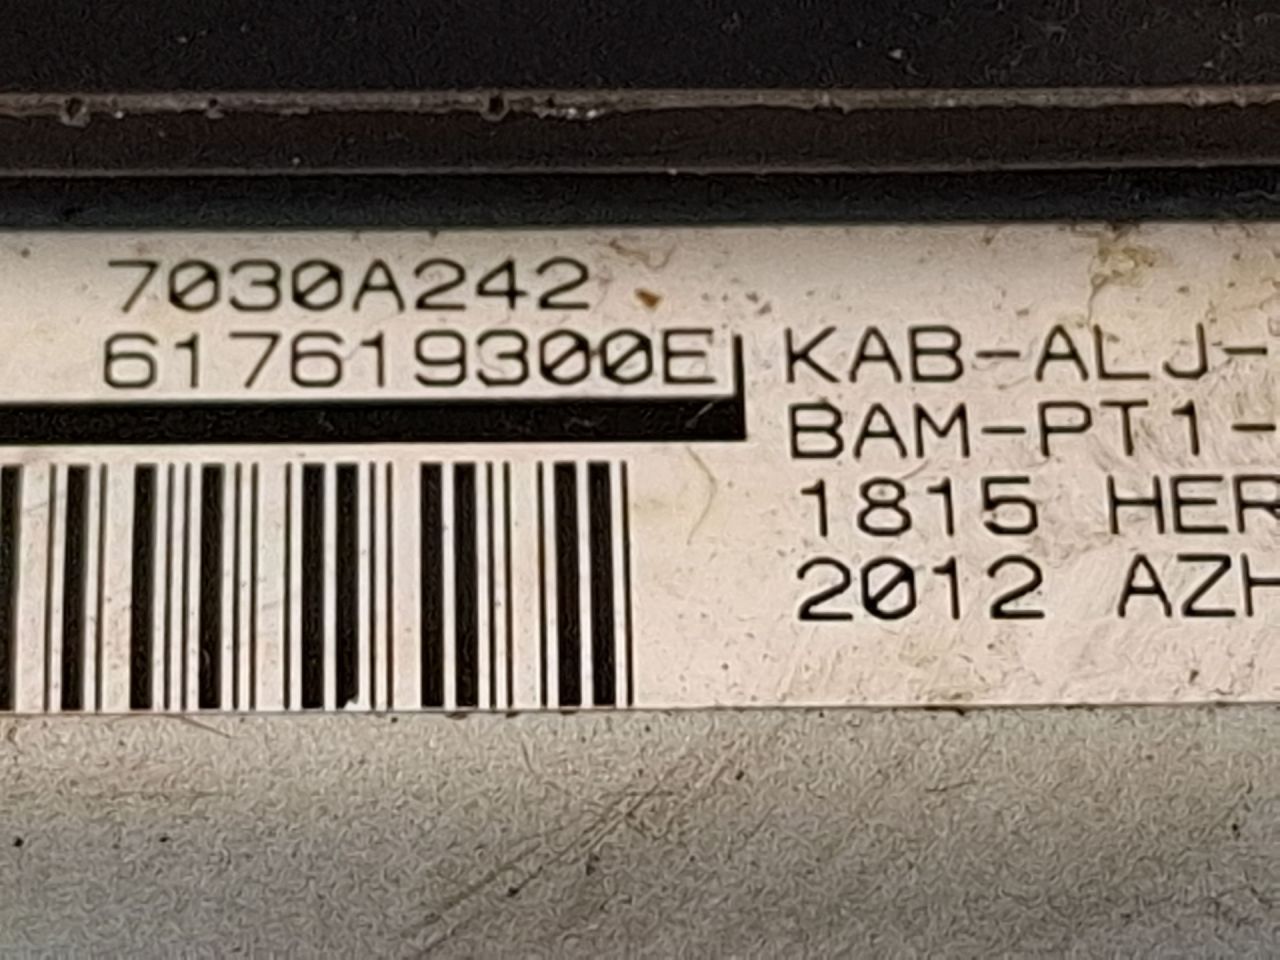 7030A242
617619300E
KAB-ALJ-
BAM-PT1-
1815 HER
2012 AZH